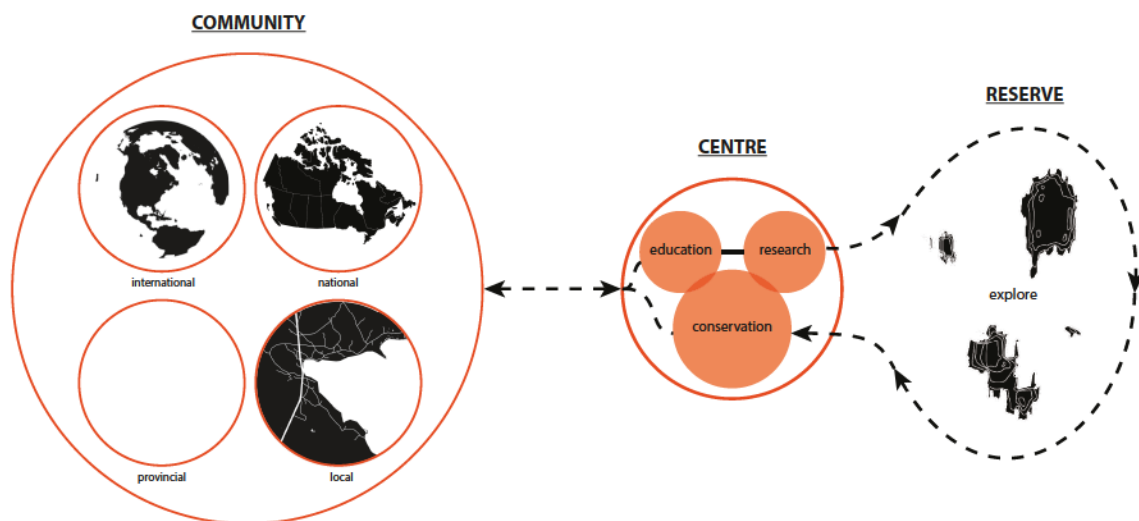 COMMUNITY
international
national
provincial
local
CENTRE
education
research
conservation
RESERVE
explore